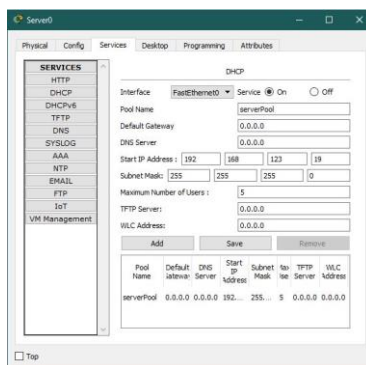 Server0
Physical Config Services Desktop Programming Attributes
SERVICES
HTTP
DHCP
DHCPv6
TFTP
DNS
SYSLOG
AAA
NTP
EMAIL
FTP
IoT
VM Management
DHCP
Interface FastEthernet0 Service On Off
Pool Name serverPool
Default Gateway 0.0.0.0
DNS Server 0.0.0.0
Start IP Address : 192 168 123 19
Subnet Mask: 255 255 255 0
Maximum Number of Users : 5
TFTP Server: 0.0.0.0
WLC Address: 0.0.0.0
Add Save Remove
Pool Default DNS Start Subnet TFTP WLC
Name Server IP Mask Server Address
Address
serverPool 0.0.0.0 0.0.0.0 192.... 255.... 5 0.0.0.0 0.0.0.0
Top